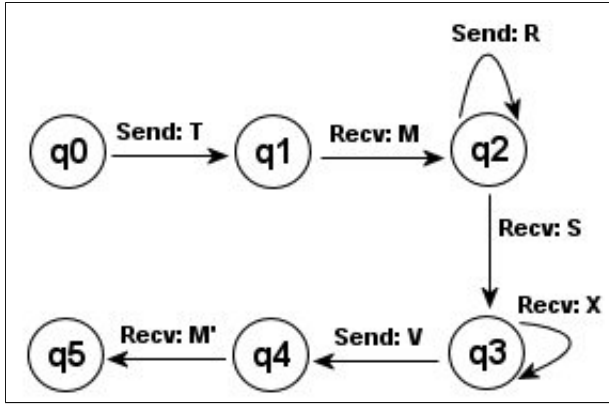 Send: R
q0
Send: T
q1
Recv: M
q2
Recv: S
Recv: X
q5
Recv: M'
q4
Send: V
q3